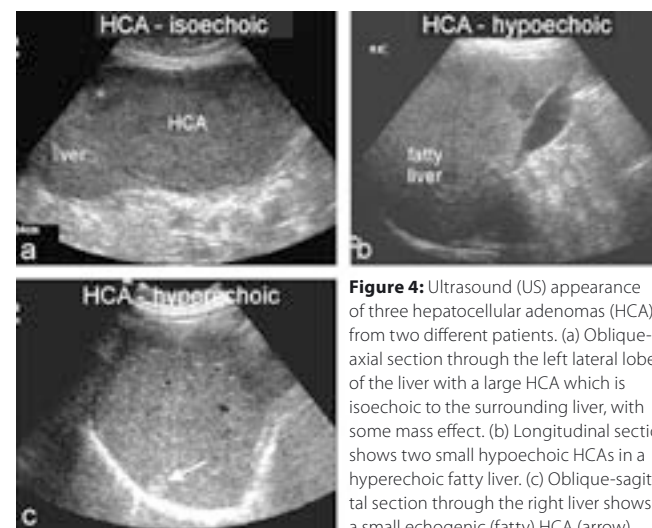 HCA - isoechoic
HCA
liver
a
HCA - hypoechoic
fatty
liver
b
HCA - hyperechoic
c
Figure 4: Ultrasound (US) appearance
of three hepatocellular adenomas (HCA)
from two different patients. (a) Oblique-
axial section through the left lateral lobe
of the liver with a large HCA which is
isoechoic to the surrounding liver, with
some mass effect. (b) Longitudinal secti
shows two small hypoechoic HCAs in a
hyperechoic fatty liver. (c) Oblique-sagit
tal section through the right liver shows
a small echogenic (fatty) HCA (arrow)